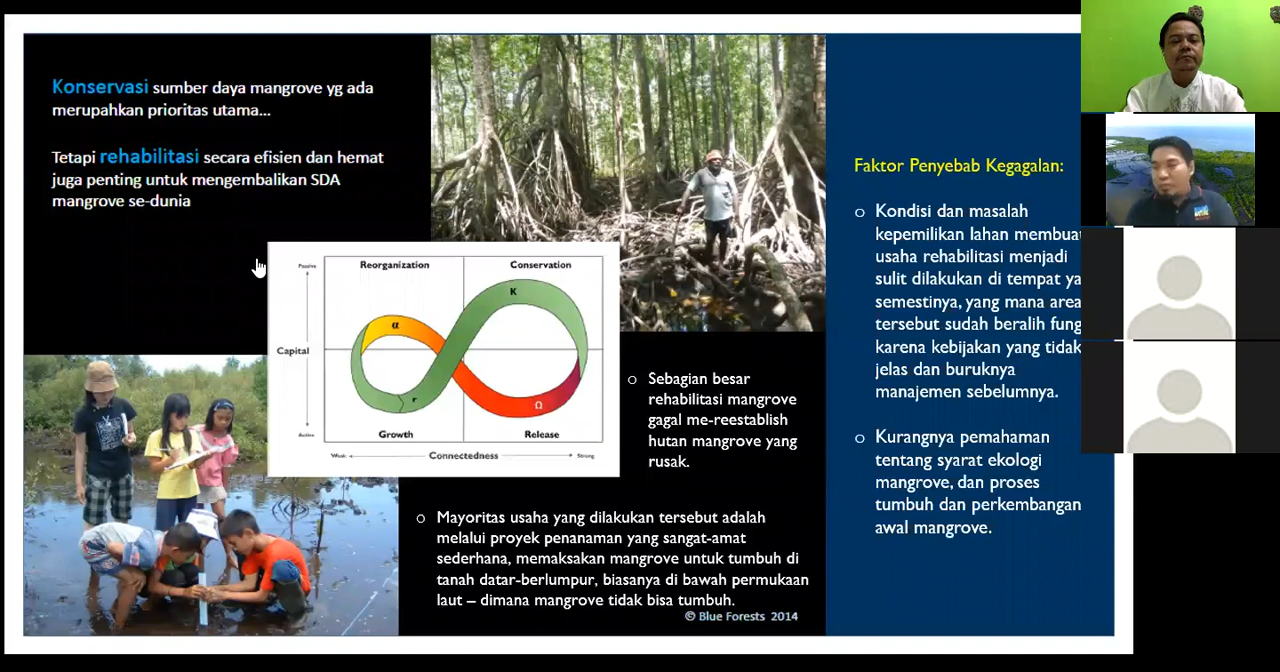 Konservasi sumber daya mangrove yg ada
merupahkan prioritas utama...
Tetapi rehabilitasi secara efisien dan hemat
juga penting untuk mengembalikan SDA
mangrove se-dunia
Passive
Reorganization
Conservation
K
α
Capital
r
Ω
Active
Growth
Release
Weak
Connectedness
Strong
Sebagian besar
rehabilitasi mangrove
gagal me-reestablish
hutan mangrove yang
rusak.
Mayoritas usaha yang dilakukan tersebut adalah
melalui proyek penanaman yang sangat-amat
sederhana, memaksakan mangrove untuk tumbuh di
tanah datar-berlumpur, biasanya di bawah permukaan
laut – dimana mangrove tidak bisa tumbuh.
© Blue Forests 2014
Faktor Penyebab Kegagalan:
Kondisi dan masalah
kepemilikan lahan membuat
usaha rehabilitasi menjadi
sulit dilakukan di tempat ya
semestinya, yang mana area
tersebut sudah beralih fung
karena kebijakan yang tidak
jelas dan buruknya
manajemen sebelumnya.
Kurangnya pemahaman
tentang syarat ekologi
mangrove, dan proses
tumbuh dan perkembangan
awal mangrove.